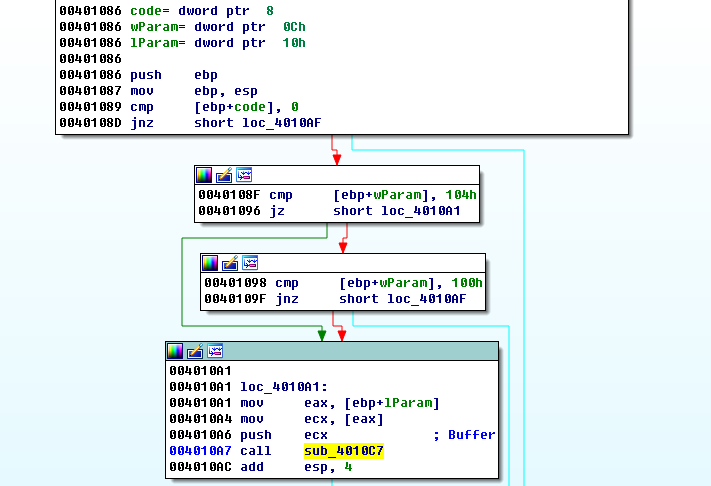 00401086 code= dword ptr  8
00401086 wParam= dword ptr  0Ch
00401086 lParam= dword ptr  10h
00401086
00401086 push    ebp
00401087 mov     ebp, esp
00401089 cmp     [ebp+code], 0
0040108D jnz     short loc_4010AF
0040108F cmp     [ebp+wParam], 104h
00401096 jz      short loc_4010A1
00401098 cmp     [ebp+wParam], 100h
0040109F jnz     short loc_4010AF
004010A1
004010A1 loc_4010A1:
004010A1 mov     eax, [ebp+lParam]
004010A4 mov     ecx, [eax]
004010A6 push    ecx             ; Buffer
004010A7 call    sub_4010C7
004010AC add     esp, 4